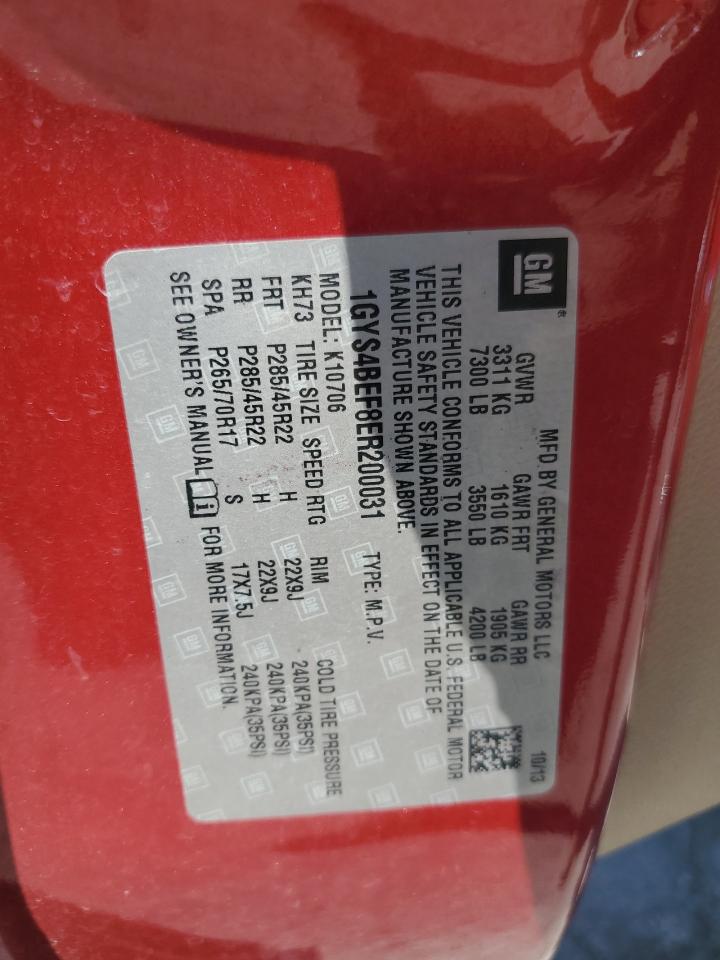 GM
MFD BY GENERAL MOTORS LLC 10/13
GVWR GAWR FRT GAWR RR
3311 KG 1610 KG 1905 KG
7300 LB 3550 LB 4200 LB
THIS VEHICLE CONFORMS TO ALL APPLICABLE U.S. FEDERAL MOTOR
VEHICLE SAFETY STANDARDS IN EFFECT ON THE DATE OF
MANUFACTURE SHOWN ABOVE.
1GYS4BEF8ER200031 TYPE: M.P.V.
MODEL: K10706
KH73 TIRE SIZE SPEED RTG RIM COLD TIRE PRESSURE
FRT P285/45R22 H 22X9J 240KPA(35PSI)
RR P285/45R22 H 22X9J 240KPA(35PSI)
SPA P265/70R17 S 17X7.5J 240KPA(35PSI)
SEE OWNER'S MANUAL i FOR MORE INFORMATION.